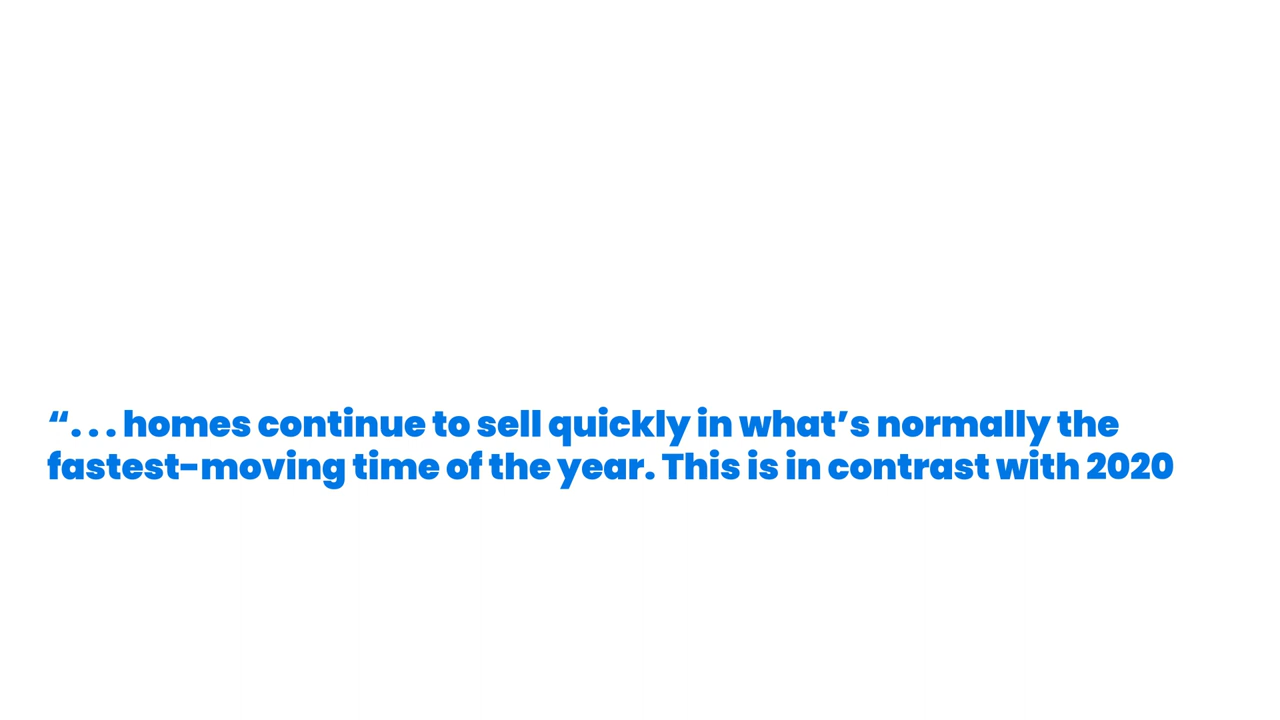 “. . . homes continue to sell quickly in what’s normally the
fastest-moving time of the year. This is in contrast with 2020